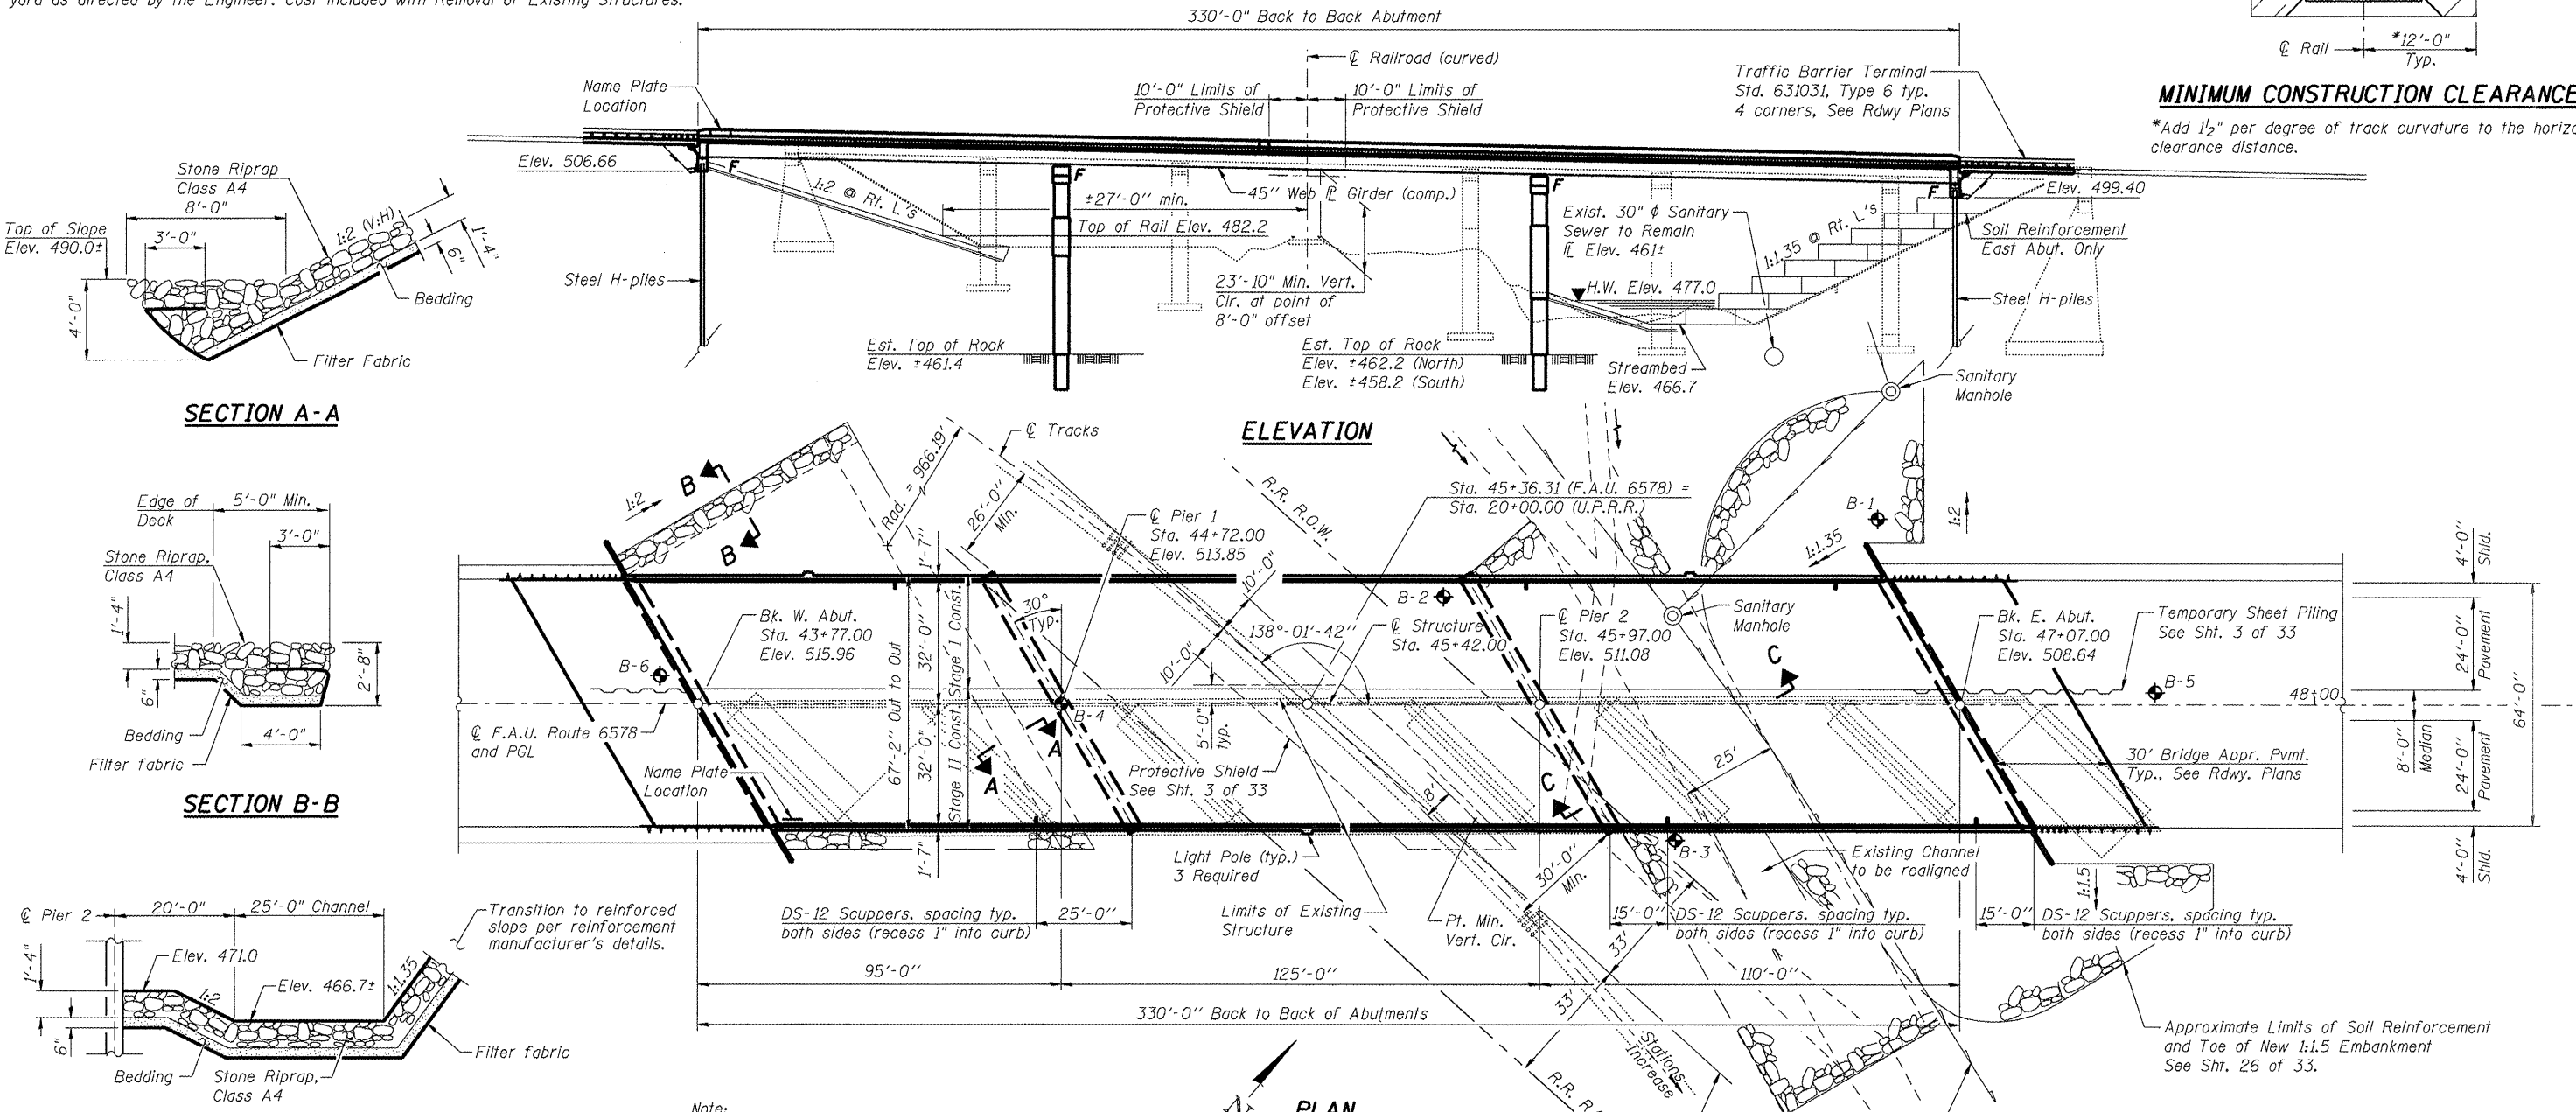 yard as directed by the Engineer. Cost included with Removal of Existing Structures.
330'-0" Back to Back Abutment
℄ Railroad (curved)
Name Plate
Location
10'-0" Limits of
Protective Shield
10'-0" Limits of
Protective Shield
Traffic Barrier Terminal
Std. 631031, Type 6 typ.
4 corners, See Rdwy Plans
℄ Rail
*12'-0"
Typ.
MINIMUM CONSTRUCTION CLEARANCE
*Add 1½" per degree of track curvature to the horizo
clearance distance.
Elev. 506.66
F
1:2 @ Rt. L's
F
±27'-0" min.
Top of Rail Elev. 482.2
45" Web ℄ Girder (comp.)
23'-10" Min. Vert.
Clr. at point of
8'-0" offset
Exist. 30" φ Sanitary
Sewer to Remain
℄ Elev. 461±
F
F
Elev. 499.40
1:1.35 @ Rt. L's
Soil Reinforcement
East Abut. Only
H.W. Elev. 477.0
Steel H-piles
Steel H-piles
Est. Top of Rock
Elev. ±461.4
Est. Top of Rock
Elev. ±462.2 (North)
Elev. ±458.2 (South)
Streambed
Elev. 466.7
Sanitary
Manhole
ELEVATION
Stone Riprap
Class A4
8'-0"
Top of Slope
Elev. 490.0±
3'-0"
1:2 (V:H)
1'-4"
6"
4'-0"
Bedding
Filter Fabric
SECTION A-A
Edge of
Deck
5'-0" Min.
3'-0"
Stone Riprap,
Class A4
1'-4"
6"
2'-8"
Bedding
4'-0"
Filter fabric
SECTION B-B
℄ Pier 2
20'-0"
25'-0" Channel
Transition to reinforced
slope per reinforcement
manufacturer's details.
1'-4"
Elev. 471.0
1:2
Elev. 466.7±
1:1.35
6"
Bedding
Stone Riprap,
Class A4
Filter fabric
1:2
B
B
Rad. = 966.19'
℄ Tracks
26'-0"
Min.
℄ Pier 1
Sta. 44+72.00
Elev. 513.85
R.R. R.O.W.
Sta. 45+36.31 (F.A.U. 6578) =
Sta. 20+00.00 (U.P.R.R.)
B-1
1:2
1:1.35
1'-7"
10'-0"
10'-0"
30°
Typ.
138°-01'-42"
B-2
℄ Structure
Sta. 45+42.00
℄ Pier 2
Sta. 45+97.00
Elev. 511.08
Sanitary
Manhole
Bk. W. Abut.
Sta. 43+77.00
Elev. 515.96
Bk. E. Abut.
Sta. 47+07.00
Elev. 508.64
Temporary Sheet Piling
See Sht. 3 of 33
B-6
B-4
B-5
48+00
℄ F.A.U. Route 6578
and PGL
67'-2" Out to Out
32'-0"
32'-0"
Stage I Const.
Stage II Const.
A
A
5'-0"
typ.
C
C
25'
8'
4'-0"
Shld.
24'-0"
Pavement
8'-0"
Median
24'-0"
Pavement
4'-0"
Shld.
64'-0"
Name Plate
Location
Protective Shield
See Sht. 3 of 33
30' Bridge Appr. Pvmt.
Typ., See Rdwy. Plans
1'-7"
Light Pole (typ.)
3 Required
B-3
Existing Channel
to be realigned
30'-0"
Min.
1:1.5
DS-12 Scuppers, spacing typ.
both sides (recess 1" into curb)
25'-0"
Limits of Existing
Structure
Pt. Min.
Vert. Clr.
15'-0"
DS-12 Scuppers, spacing typ.
both sides (recess 1" into curb)
15'-0"
DS-12 Scuppers, spacing typ.
both sides (recess 1" into curb)
33'
33'
95'-0"
125'-0"
110'-0"
330'-0" Back to Back of Abutments
Stations
Increase
Approximate Limits of Soil Reinforcement
and Toe of New 1:1.5 Embankment
See Sht. 26 of 33.
Note:
N
PLAN